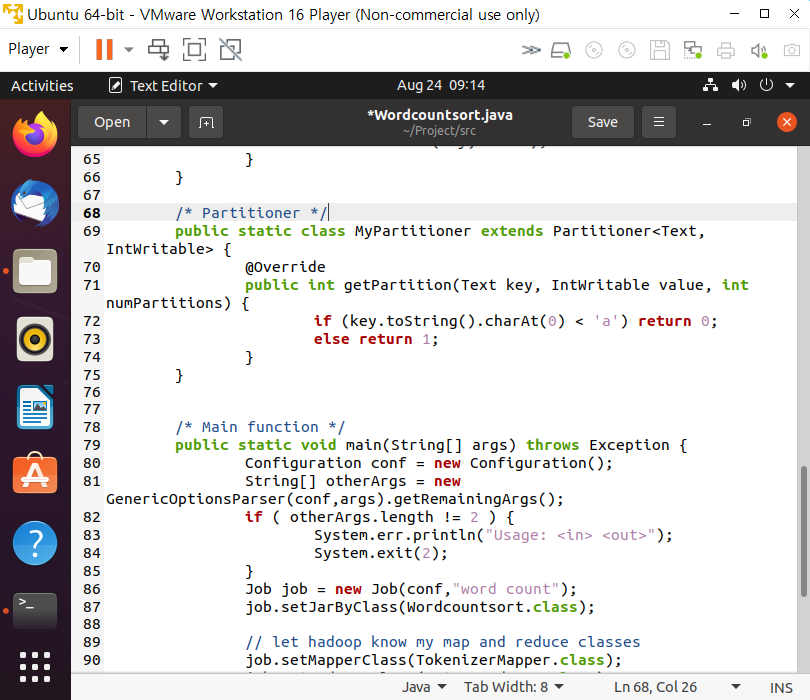 Ubuntu 64-bit - VMware Workstation 16 Player (Non-commercial use only)
Player
Activities
Text Editor
Aug 24 09:14
Open
*Wordcountsort.java
~/Project/src
Save
65 }
66 }
67
68 /* Partitioner */
69 public static class MyPartitioner extends Partitioner<Text,
IntWritable> {
70 @Override
71 public int getPartition(Text key, IntWritable value, int
numPartitions) {
72 if (key.toString().charAt(0) < 'a') return 0;
73 else return 1;
74 }
75 }
76
77
78 /* Main function */
79 public static void main(String[] args) throws Exception {
80 Configuration conf = new Configuration();
81 String[] otherArgs = new
GenericOptionsParser(conf,args).getRemainingArgs();
82 if ( otherArgs.length != 2 ) {
83 System.err.println("Usage: <in> <out>");
84 System.exit(2);
85 }
86 Job job = new Job(conf,"word count");
87 job.setJarByClass(Wordcountsort.class);
88
89 // let hadoop know my map and reduce classes
90 job.setMapperClass(TokenizerMapper.class);
Java
Tab Width: 8
Ln 68, Col 26
INS